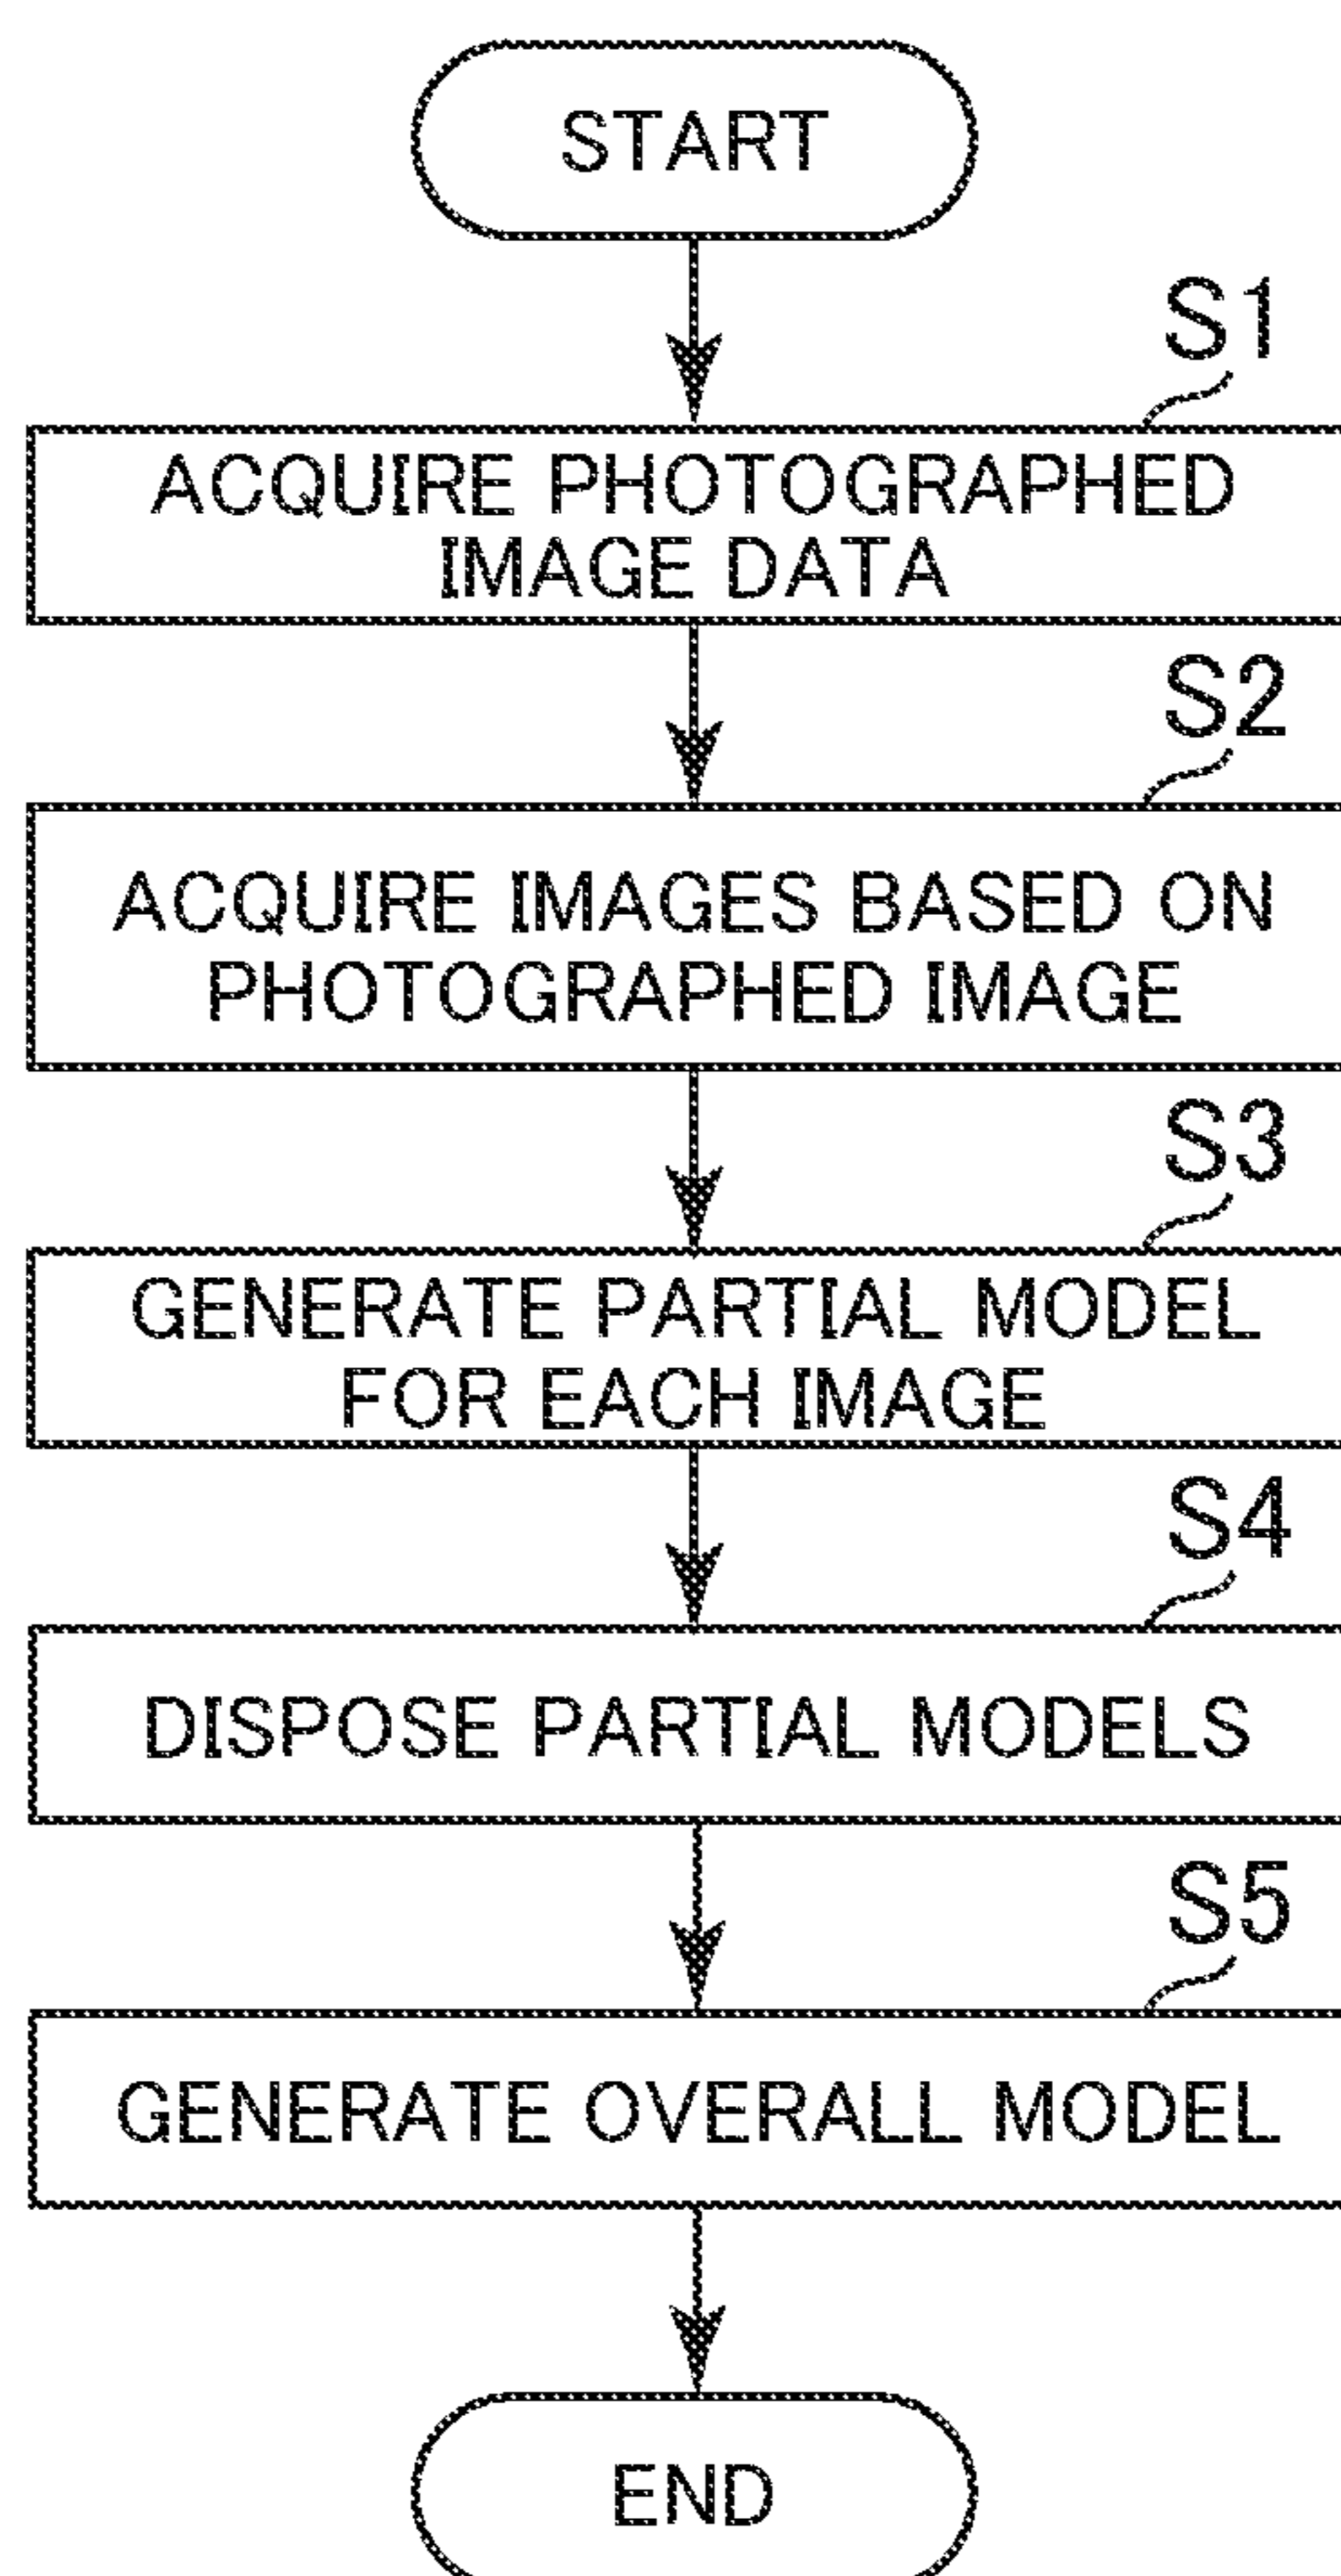 START
S1
ACQUIRE PHOTOGRAPHED
IMAGE DATA
S2
ACQUIRE IMAGES BASED ON
PHOTOGRAPHED IMAGE
S3
GENERATE PARTIAL MODEL
FOR EACH IMAGE
S4
DISPOSE PARTIAL MODELS
S5
GENERATE OVERALL MODEL
END